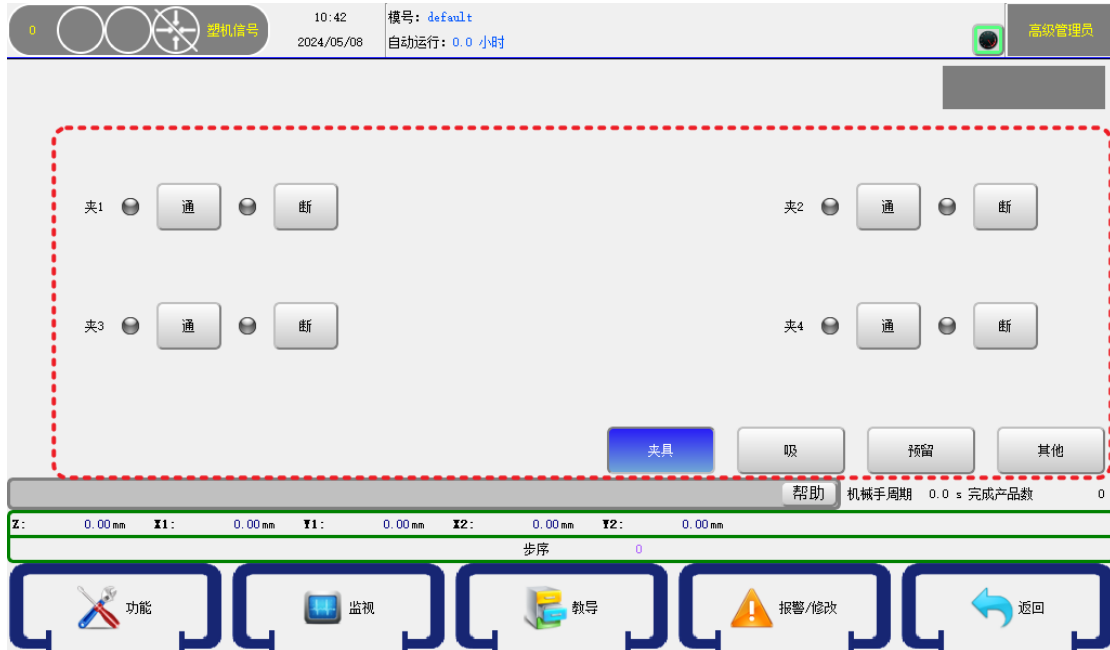 0 塑机信号 10:42 模号: default
2024/05/08 自动运行: 0.0 小时 高级管理员
夹1 通 断 夹2 通 断
夹3 通 断 夹4 通 断
夹具 吸 预留 其他
帮助 机械手周期 0.0 s 完成产品数 0
Z: 0.00mm X1: 0.00mm Y1: 0.00mm X2: 0.00mm Y2: 0.00mm
步序 0
功能 监视 教导 报警/修改 返回